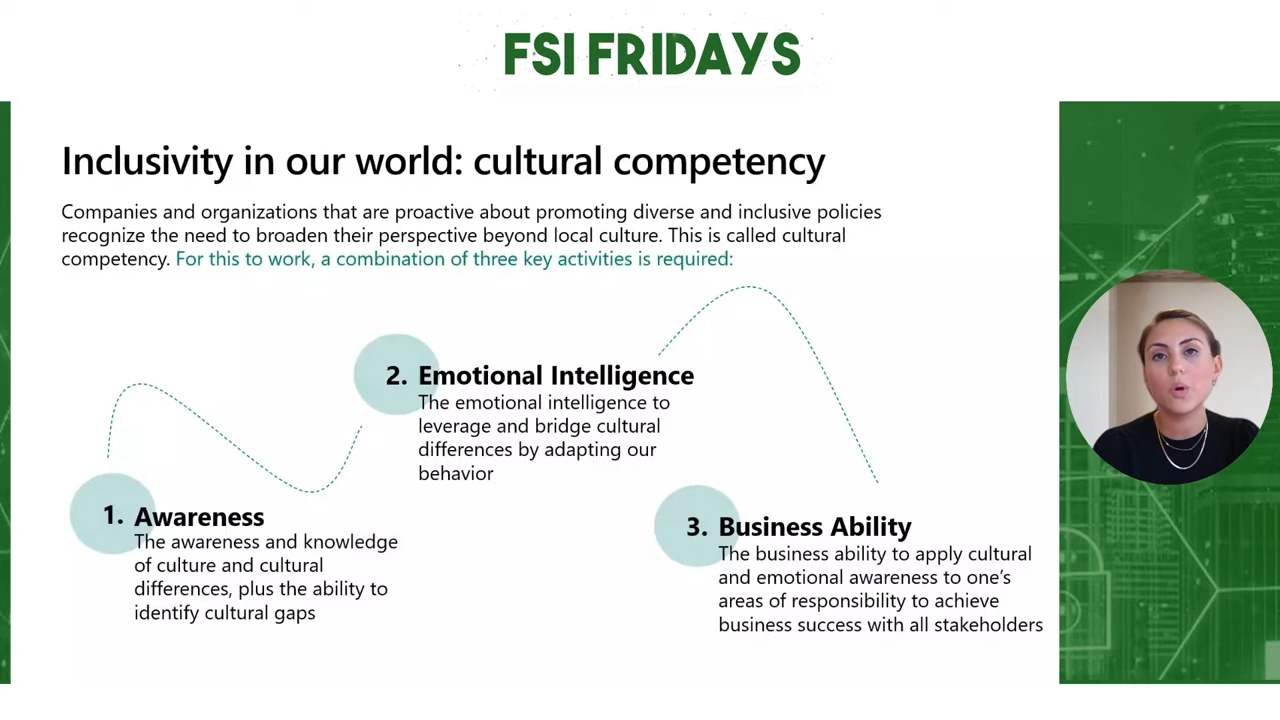 FSI FRIDAYS
Inclusivity in our world: cultural competency
Companies and organizations that are proactive about promoting diverse and inclusive policies
recognize the need to broaden their perspective beyond local culture. This is called cultural
competency. For this to work, a combination of three key activities is required:
1. Awareness
The awareness and knowledge
of culture and cultural
differences, plus the ability to
identify cultural gaps
2. Emotional Intelligence
The emotional intelligence to
leverage and bridge cultural
differences by adapting our
behavior
3. Business Ability
The business ability to apply cultural
and emotional awareness to one’s
areas of responsibility to achieve
business success with all stakeholders